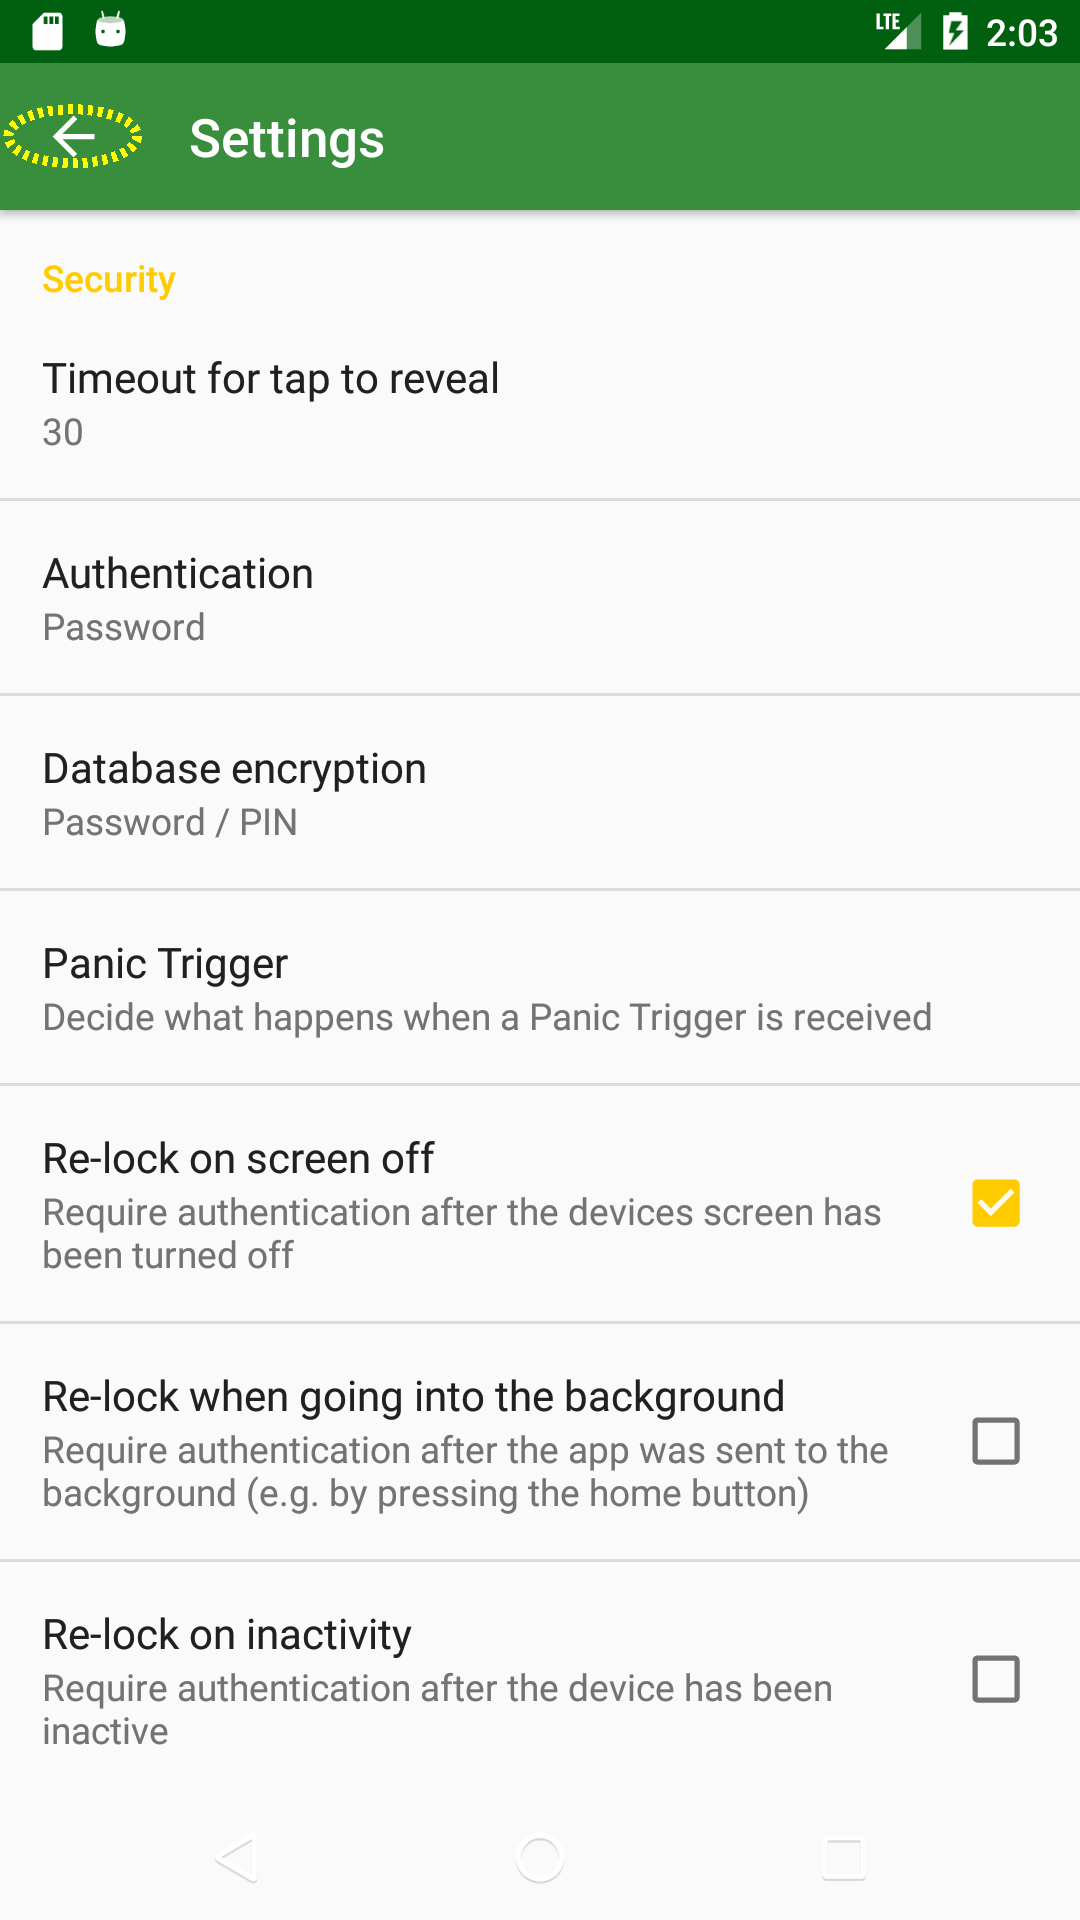 LTE 2:03
Settings
Security
Timeout for tap to reveal
30
Authentication
Password
Database encryption
Password / PIN
Panic Trigger
Decide what happens when a Panic Trigger is received
Re-lock on screen off
Require authentication after the devices screen has
been turned off
Re-lock when going into the background
Require authentication after the app was sent to the
background (e.g. by pressing the home button)
Re-lock on inactivity
Require authentication after the device has been
inactive